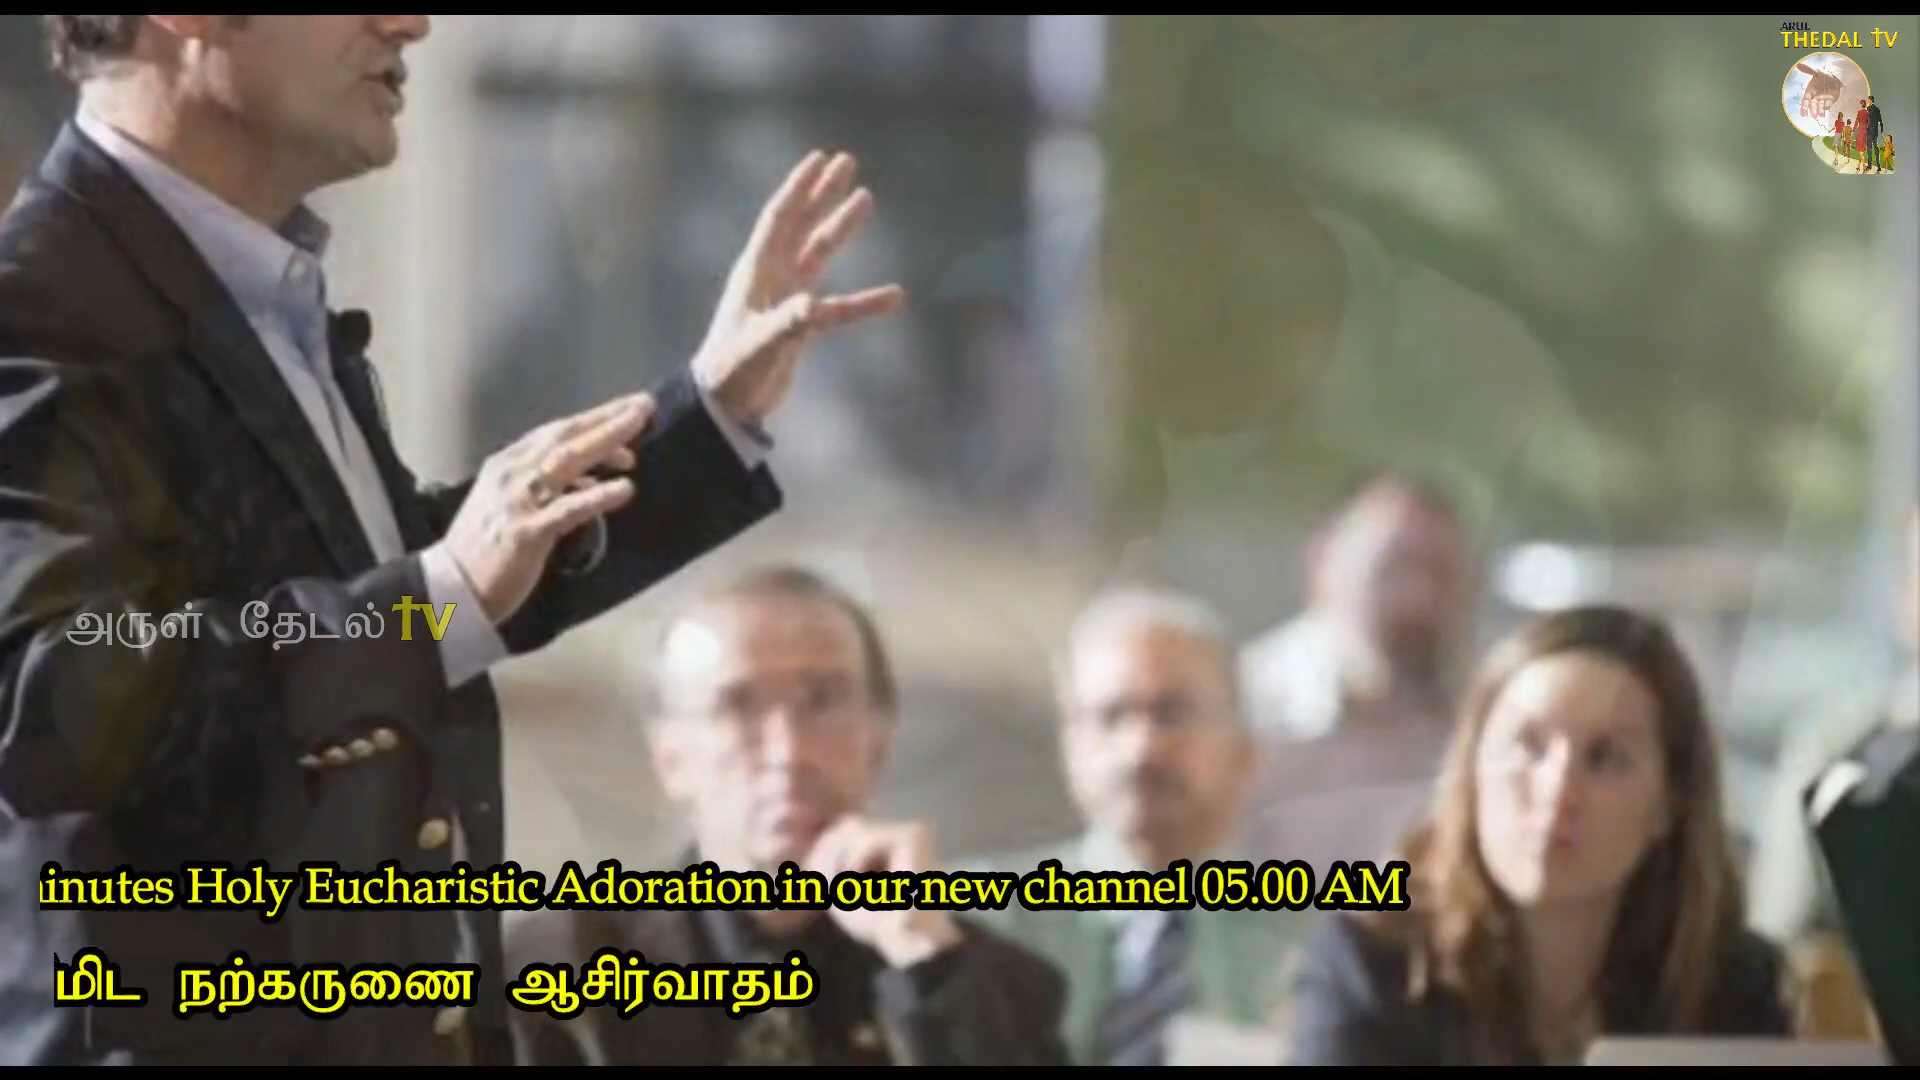 ARUL
THEDAL TV
அருள் தேடல் TV
inutes Holy Eucharistic Adoration in our new channel 05.00 AM
மிட நற்கருணை ஆசிர்வாதம்